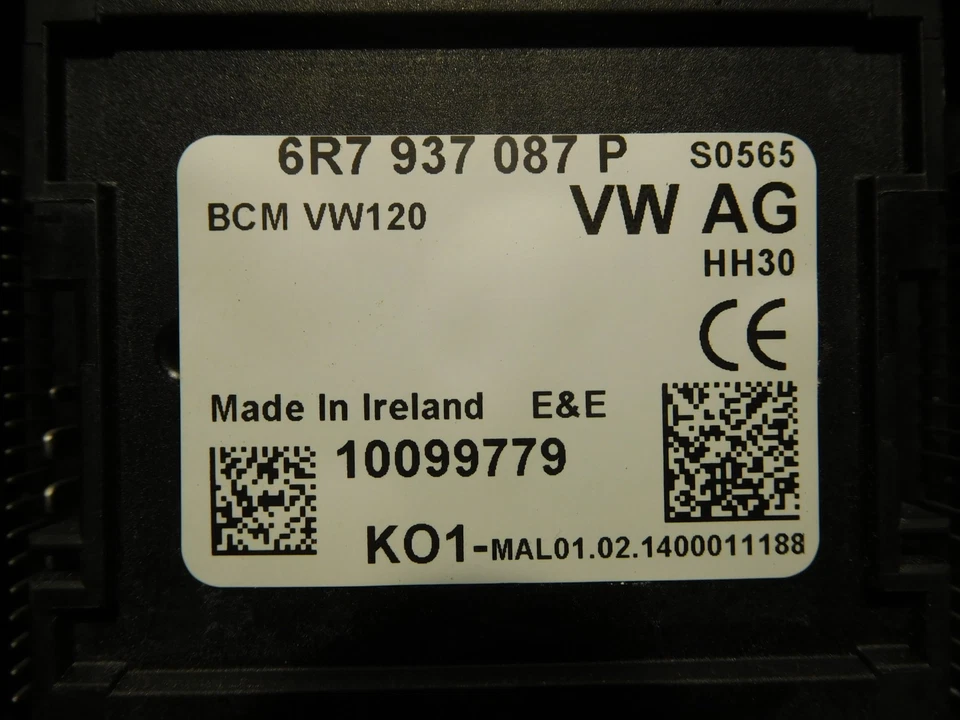 6R7 937 087 P S0565
BCM VW120 VW AG
HH30
CE
Made In Ireland E&E
10099779
KO1-MAL01.02.1400011188